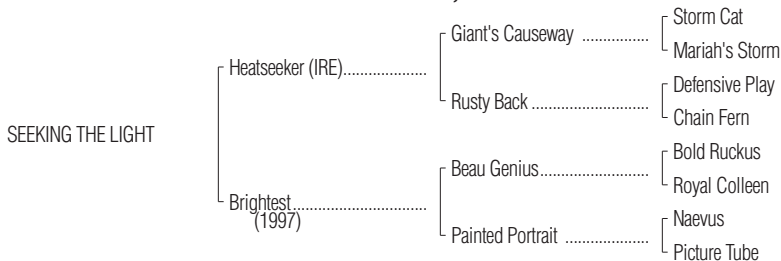 Storm Cat
Giant's Causeway ................
Mariah's Storm
Heatseeker (IRE)....................
Defensive Play
Rusty Back ............................
Chain Fern
SEEKING THE LIGHT
Bold Ruckus
Beau Genius..........................
Royal Colleen
Brightest................................
(1997)
Naevus
Painted Portrait ....................
Picture Tube